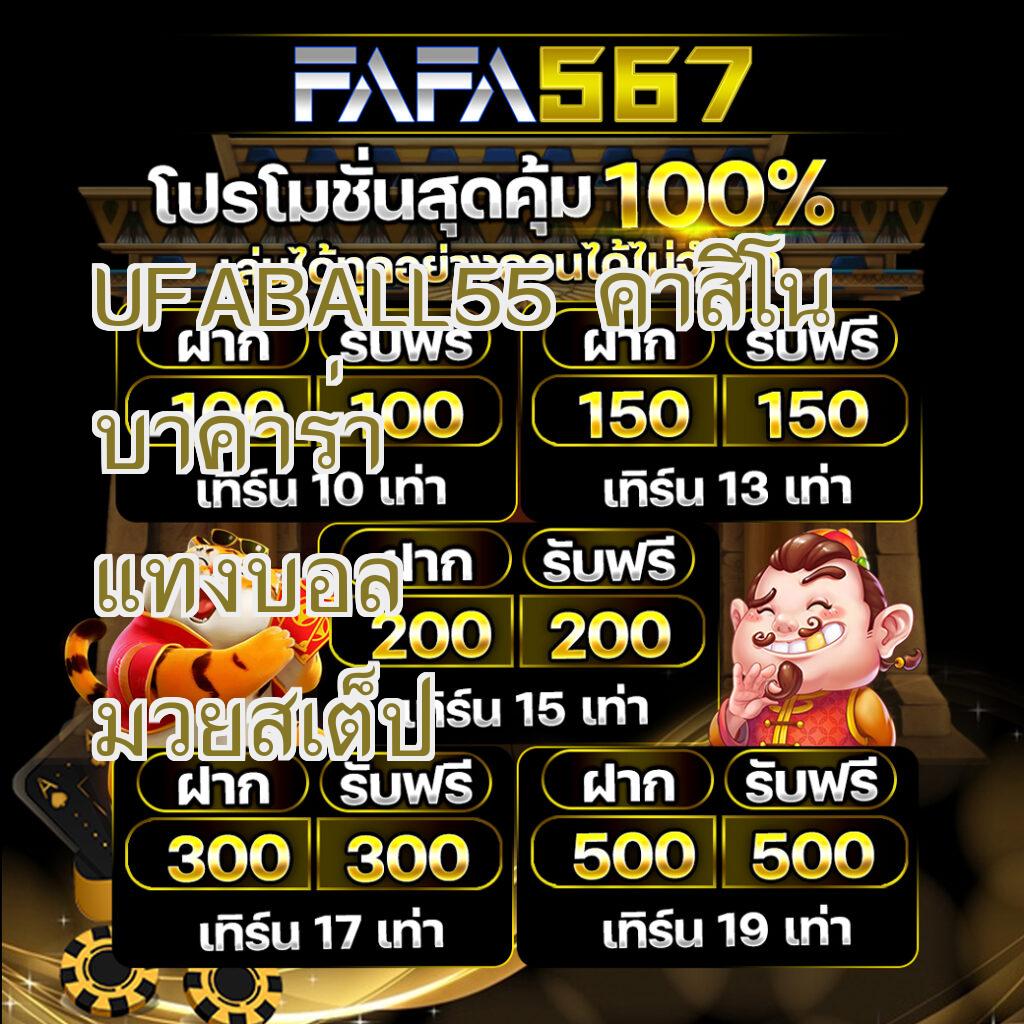 FAFA567
โปรโมชั่นสุดคุ้ม 100%
UFABALL55 คาสิโน
ฝาก รับฟรี ฝาก รับฟรี
100 100 150 150
บาคาร่า
เทิร์น 10 เท่า เทิร์น 13 เท่า
แทงบอล
ฝาก รับฟรี
200 200
มวยสเต็ป
เทิร์น 15 เท่า
ฝาก รับฟรี ฝาก รับฟรี
300 300 500 500
เทิร์น 17 เท่า เทิร์น 19 เท่า